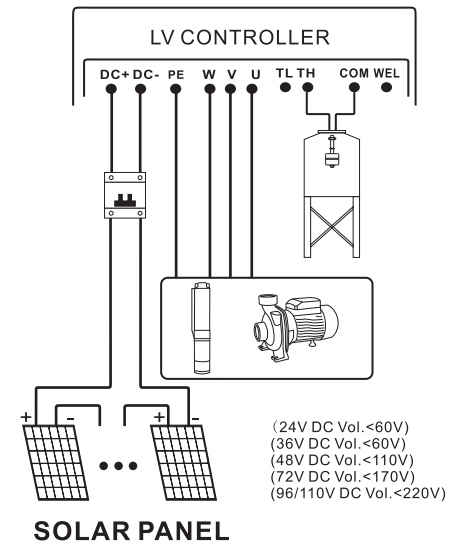 LV CONTROLLER
DC+ DC- PE W V U TL TH COM WEL
+ - + -
(24V DC Vol.<60V)
(36V DC Vol.<60V)
(48V DC Vol.<110V)
(72V DC Vol.<170V)
(96/110V DC Vol.<220V)
SOLAR PANEL